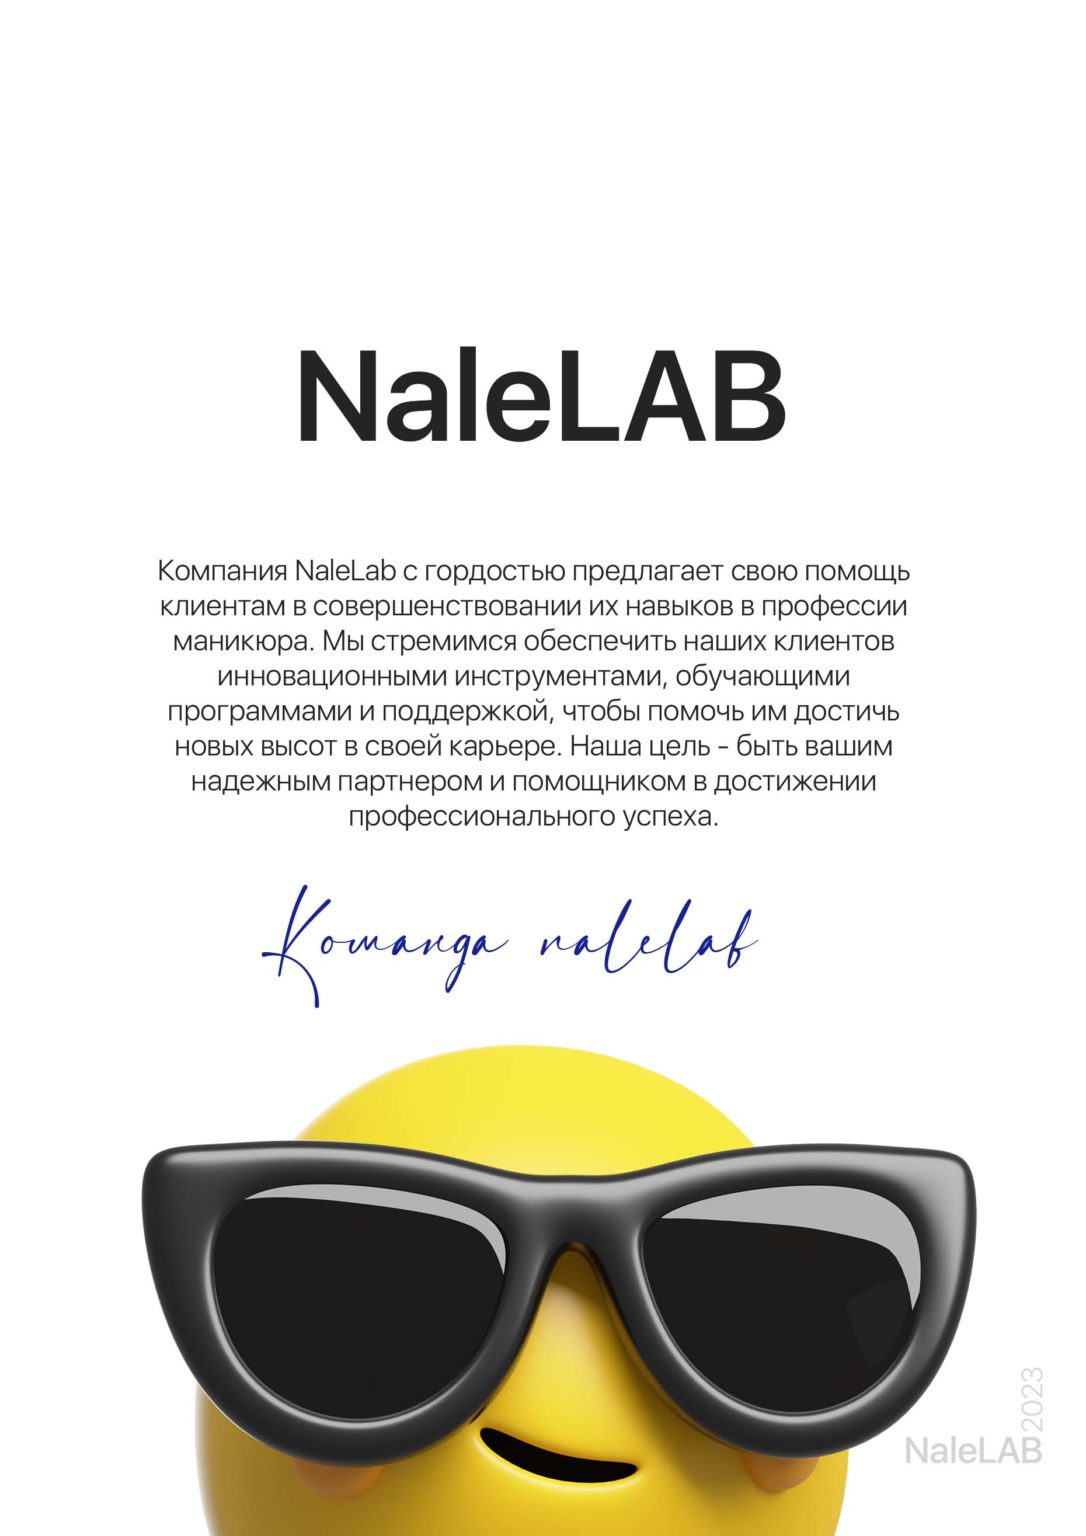 NaleLAB
Компания NaleLab с гордостью предлагает свою помощь
клиентам в совершенствовании их навыков в профессии
маникюра. Мы стремимся обеспечить наших клиентов
инновационными инструментами, обучающими
программами и поддержкой, чтобы помочь им достичь
новых высот в своей карьере. Наша цель - быть вашим
надежным партнером и помощником в достижении
профессионального успеха.
Команда nalelab
2023
NaleLAB